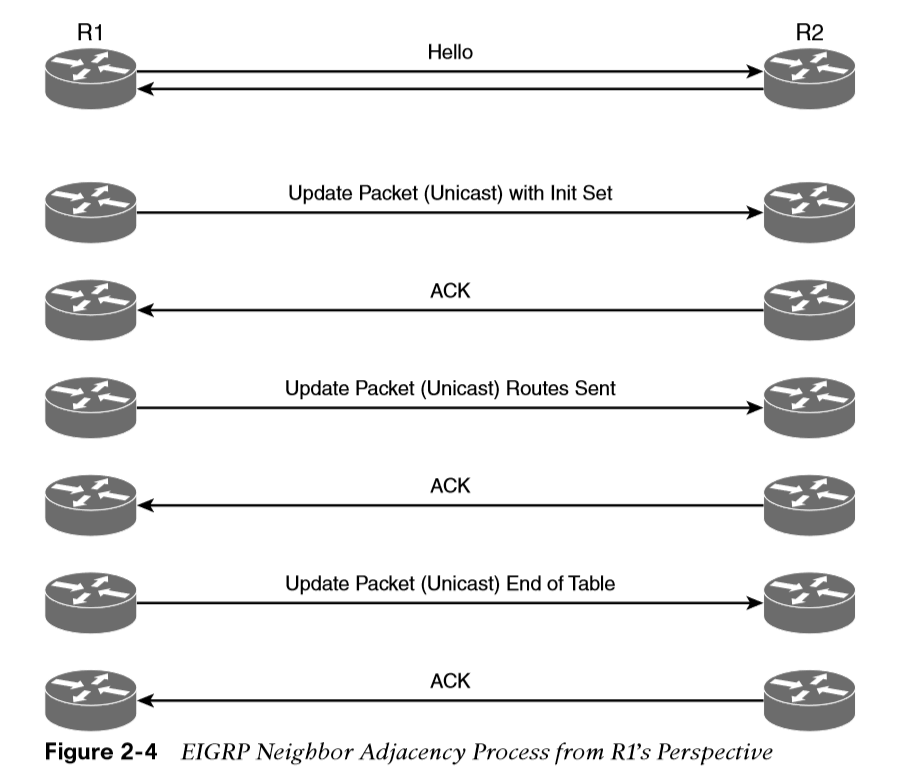 R1
R2
Hello
Update Packet (Unicast) with Init Set
ACK
Update Packet (Unicast) Routes Sent
ACK
Update Packet (Unicast) End of Table
ACK
Figure 2-4 EIGRP Neighbor Adjacency Process from R1's Perspective